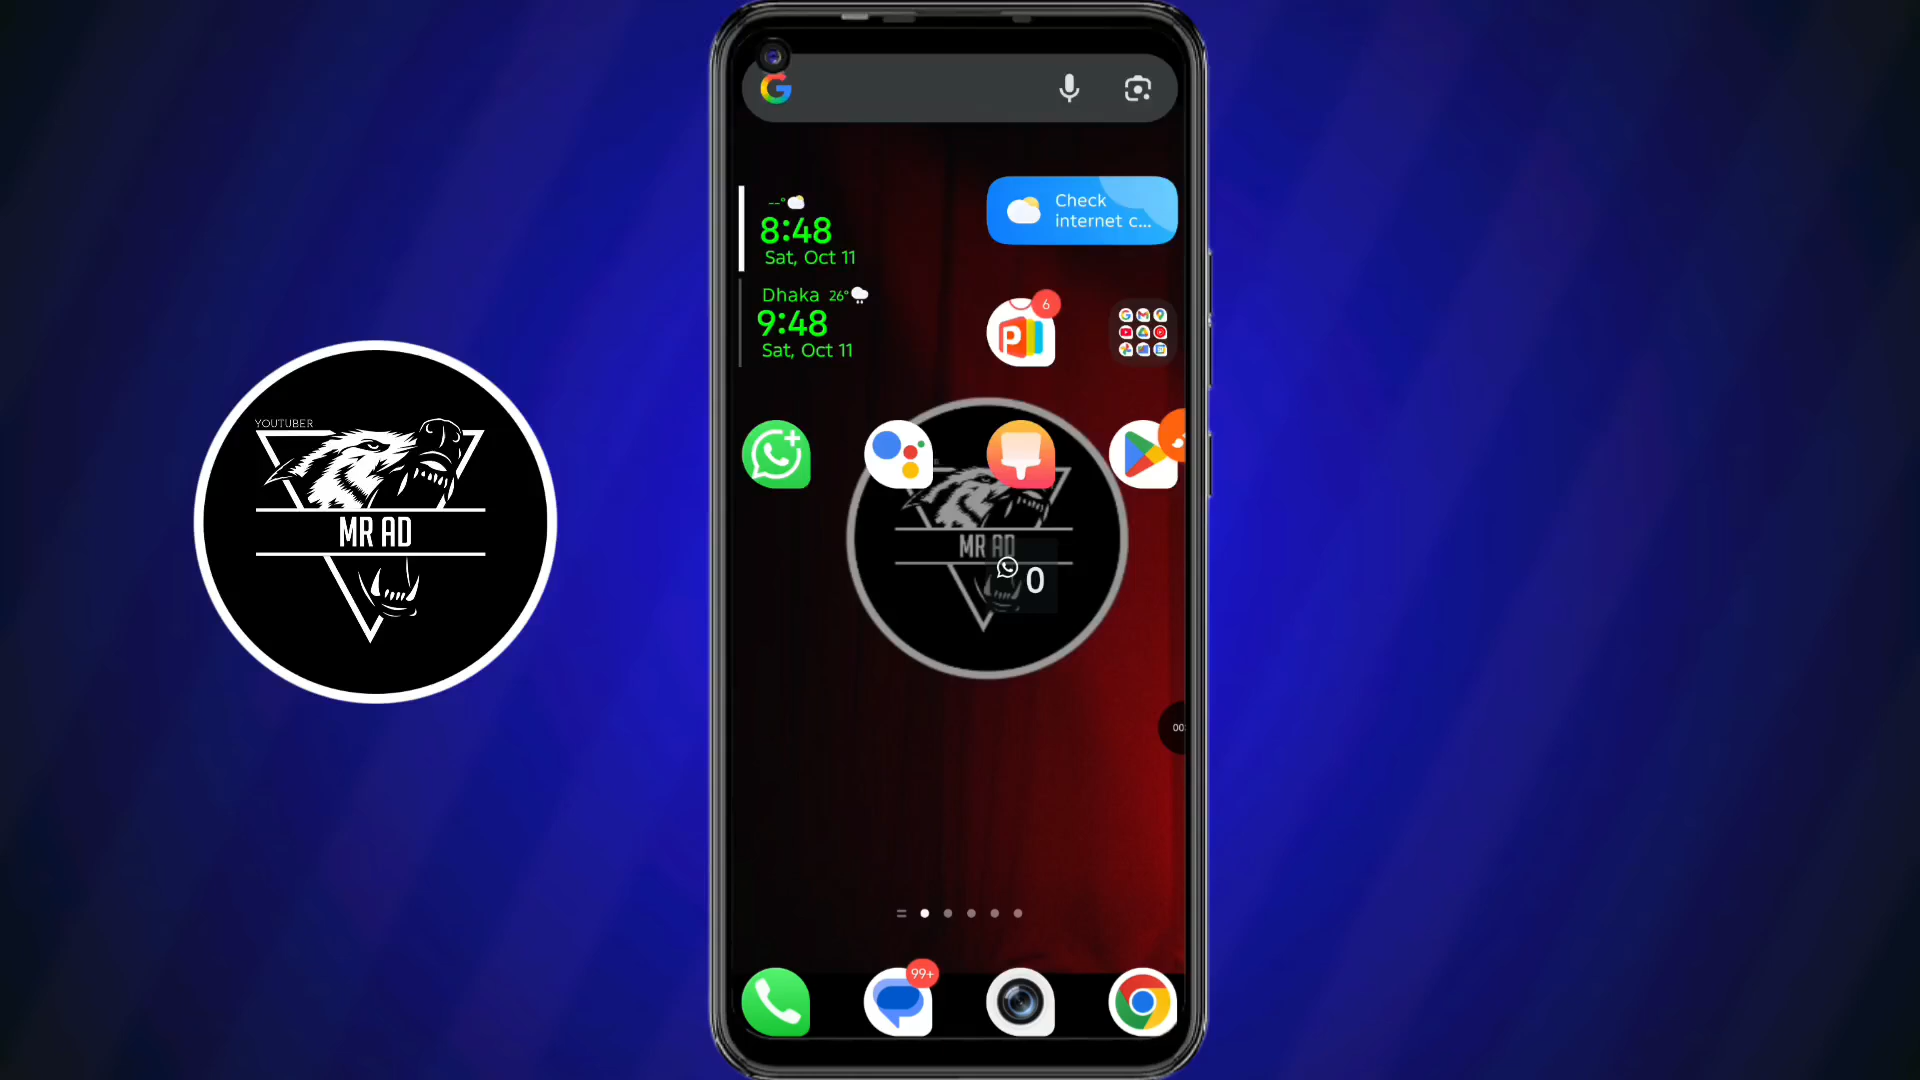 YOUTUBER
MR AD
--°
8:48
Sat, Oct 11
Dhaka 26°
9:48
Sat, Oct 11
Check
internet c...
6
MR AD
0
00
99+